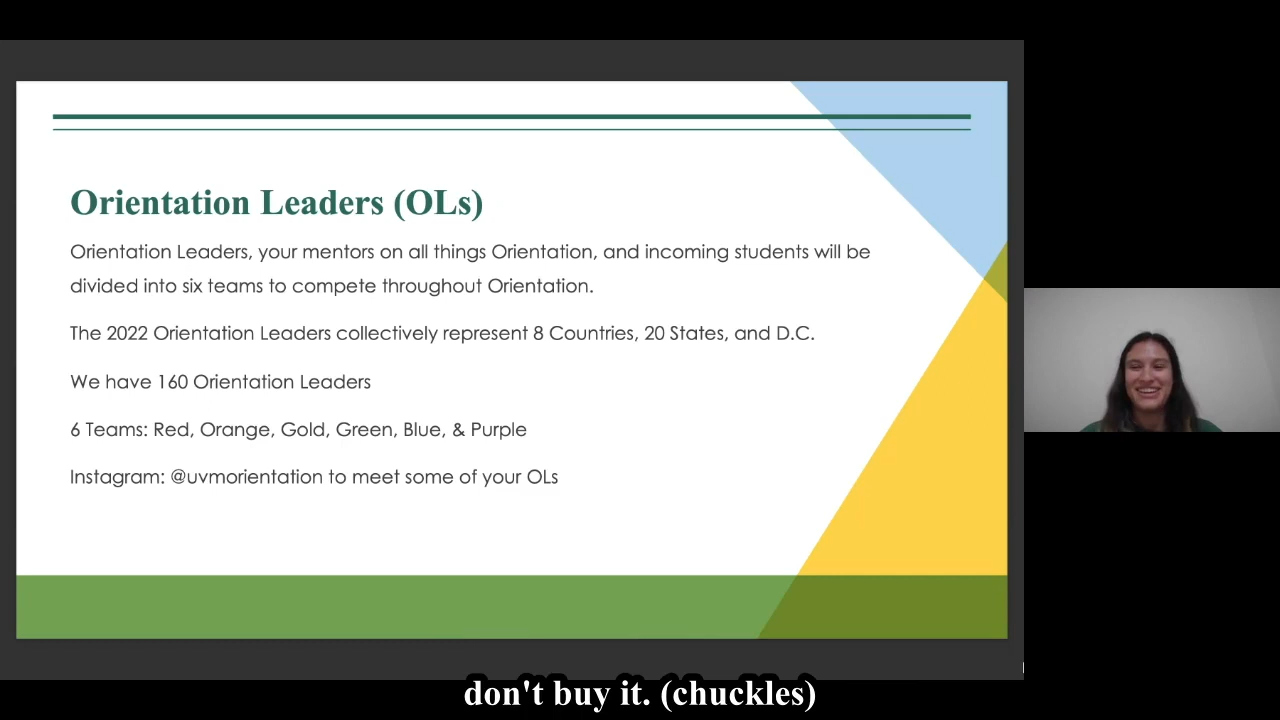 Orientation Leaders (OLs)
Orientation Leaders, your mentors on all things Orientation, and incoming students will be
divided into six teams to compete throughout Orientation.
The 2022 Orientation Leaders collectively represent 8 Countries, 20 States, and D.C.
We have 160 Orientation Leaders
6 Teams: Red, Orange, Gold, Green, Blue, & Purple
Instagram: @uvmorientation to meet some of your OLs
don't buy it. (chuckles)